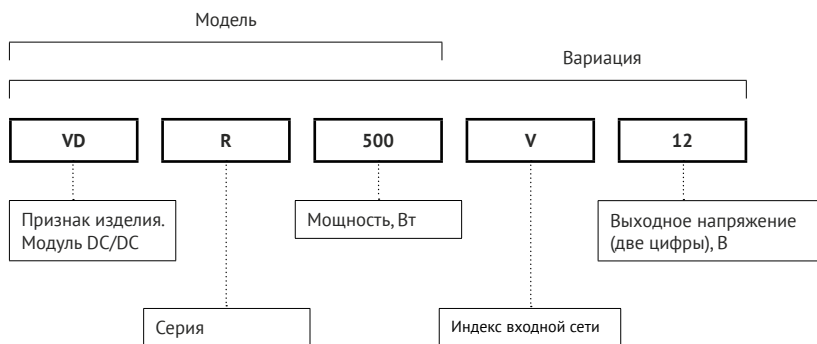 Модель
Вариация
VD R 500 V 12
Признак изделия.
Модуль DC/DC
Мощность, Вт
Выходное напряжение
(две цифры), В
Серия
Индекс входной сети